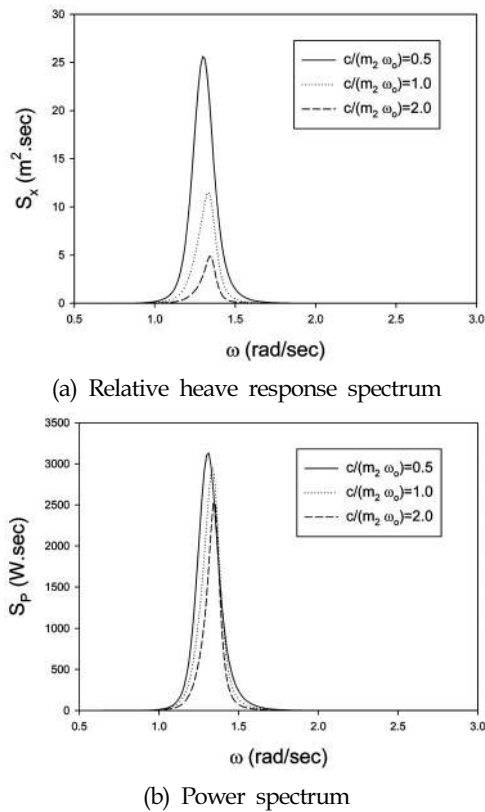 30
25
20
15
10
5
0
S_x (m².sec)
c/(m₂ ω₀)=0.5
c/(m₂ ω₀)=1.0
c/(m₂ ω₀)=2.0
0.5 1.0 1.5 2.0 2.5 3.0
ω (rad/sec)
(a) Relative heave response spectrum
3500
3000
2500
2000
1500
1000
500
0
S_P (W.sec)
c/(m₂ ω₀)=0.5
c/(m₂ ω₀)=1.0
c/(m₂ ω₀)=2.0
0.5 1.0 1.5 2.0 2.5 3.0
ω (rad/sec)
(b) Power spectrum